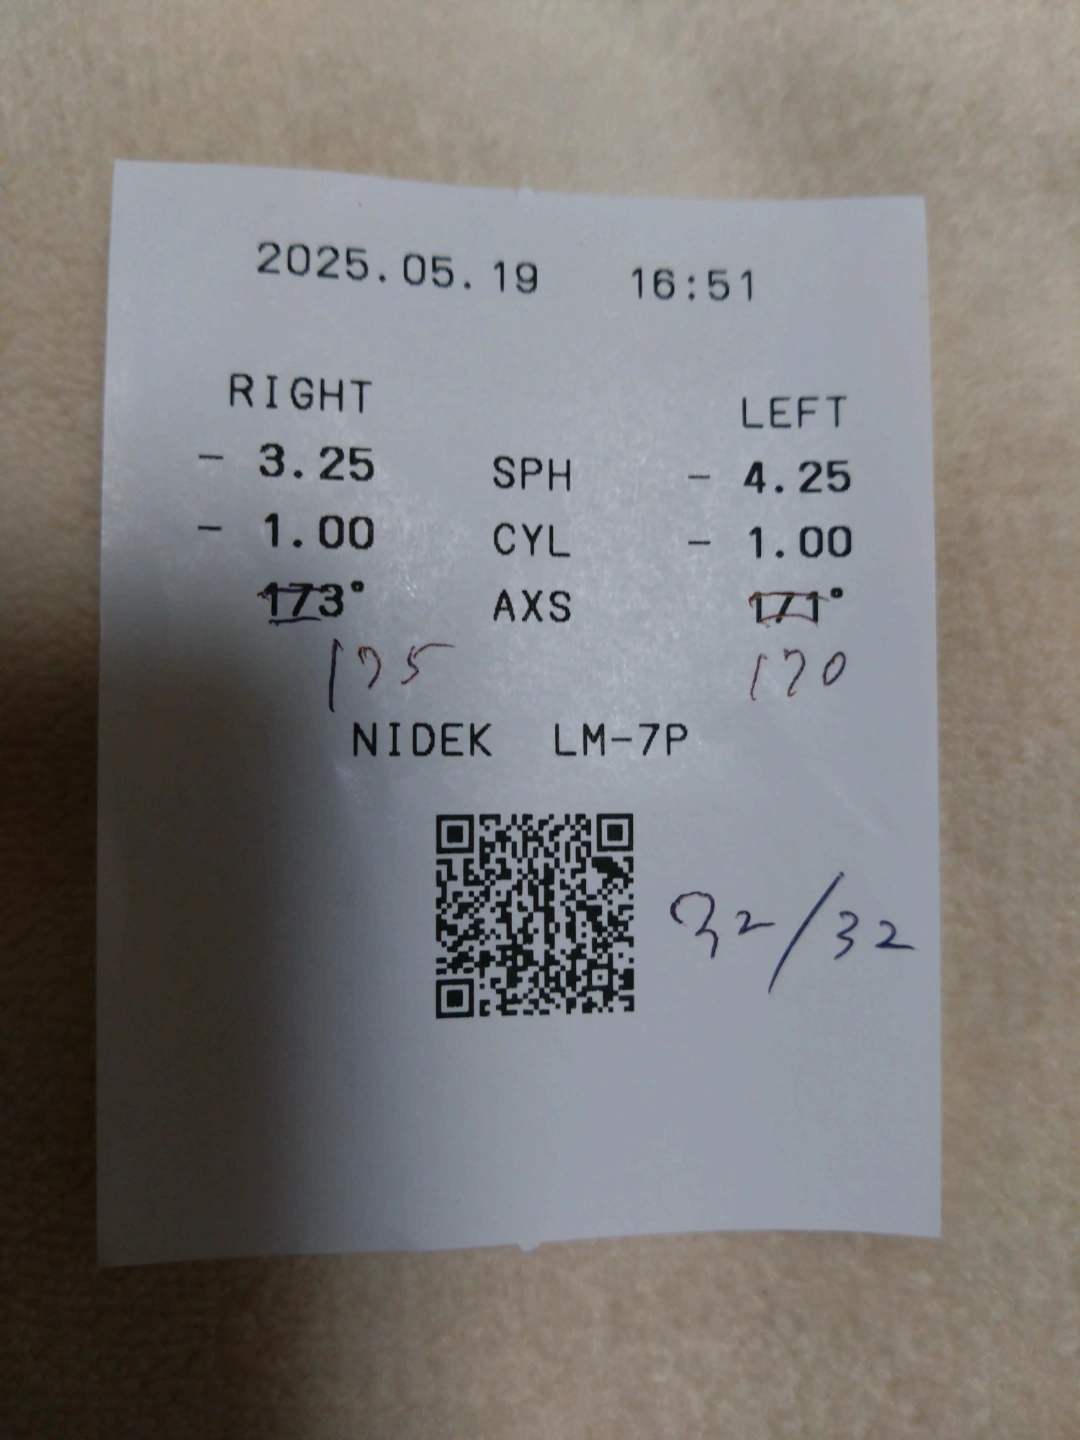 2025.05.19 16:51
RIGHT LEFT
- 3.25 SPH - 4.25
- 1.00 CYL - 1.00
173° AXS 171°
175 170
NIDEK LM-7P
32/32